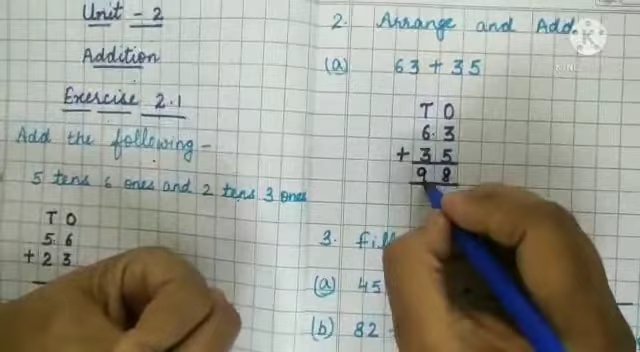 Unit - 2
Addition
Exercise 2.1
Add the following -
5 tens 6 ones and 2 tens 3 ones
T O
5 6
+ 2 3
2. Arrange and Add.
(a) 63 + 35
T O
6 3
+ 3 5
9 8
3. Fill
(a) 45
(b) 82